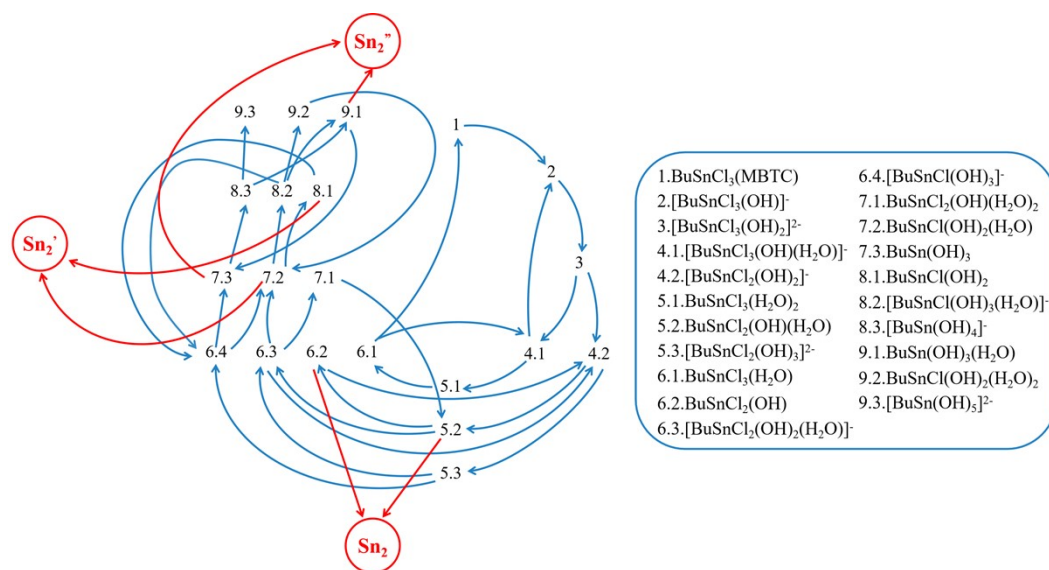 Sn₂”
9.3 9.2 9.1
1
2
8.3 8.2 8.1
Sn₂’
3
7.3 7.2 7.1
6.4 6.3 6.2 6.1 4.1 4.2
5.1
5.2
5.3
Sn₂
1.BuSnCl₃(MBTC)
2.[BuSnCl₃(OH)]⁻
3.[BuSnCl₃(OH)₂]²⁻
4.1.[BuSnCl₃(OH)(H₂O)]⁻
4.2.[BuSnCl₂(OH)₂]⁻
5.1.BuSnCl₃(H₂O)₂
5.2.BuSnCl₂(OH)(H₂O)
5.3.[BuSnCl₂(OH)₃]²⁻
6.1.BuSnCl₃(H₂O)
6.2.BuSnCl₂(OH)
6.3.[BuSnCl₂(OH)₂(H₂O)]⁻
6.4.[BuSnCl(OH)₃]⁻
7.1.BuSnCl₂(OH)(H₂O)₂
7.2.BuSnCl(OH)₂(H₂O)
7.3.BuSn(OH)₃
8.1.BuSnCl(OH)₂
8.2.[BuSnCl(OH)₃(H₂O)]⁻
8.3.[BuSn(OH)₄]⁻
9.1.BuSn(OH)₃(H₂O)
9.2.BuSnCl(OH)₂(H₂O)₂
9.3.[BuSn(OH)₅]²⁻